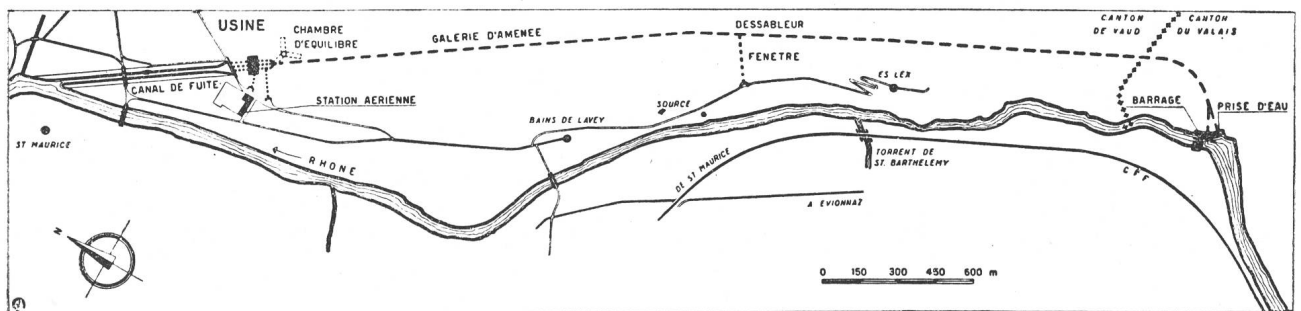 USINE
CHAMBRE
D'EQUILIBRE
GALERIE D'AMENEE
DESSABLEUR
FENETRE
CANTON
DE VAUD
CANTON
DU VALAIS
ES LEX
CANAL DE FUITE
STATION AERIENNE
SOURCE
BARRAGE
PRISE D'EAU
ST MAURICE
BAINS DE LAVEY
RHONE
DE ST MAURICE
TORRENT DE
ST. BARTHELEMY
C F F
A EVIONNAZ
N
0 150 300 450 600 m